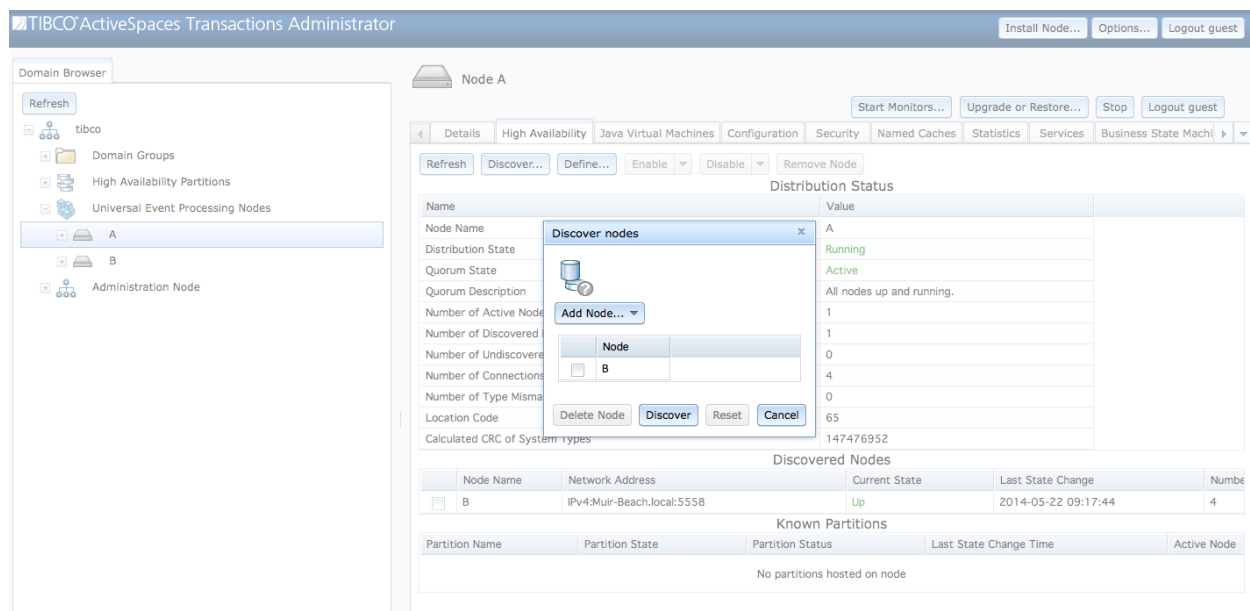 TIBCO® ActiveSpaces Transactions Administrator
Install Node... Options... Logout guest
Domain Browser
Refresh
tibco
Domain Groups
High Availability Partitions
Universal Event Processing Nodes
A
B
Administration Node
Node A
Start Monitors... Upgrade or Restore... Stop Logout guest
Details High Availability Java Virtual Machines Configuration Security Named Caches Statistics Services Business State Machi
Refresh Discover... Define... Enable Disable Remove Node
Distribution Status
Name Value
Node Name A
Distribution State Running
Quorum State Active
Quorum Description All nodes up and running.
Number of Active Node 1
Number of Discovered 1
Number of Undiscovere 0
Number of Connections 4
Number of Type Misma 0
Location Code 65
Calculated CRC of System Types 147476952
Discover nodes x
Add Node...
Node
B
Delete Node Discover Reset Cancel
Discovered Nodes
Node Name Network Address Current State Last State Change Numbe
B IPv4:Muir-Beach.local:5558 Up 2014-05-22 09:17:44 4
Known Partitions
Partition Name Partition State Partition Status Last State Change Time Active Node
No partitions hosted on node